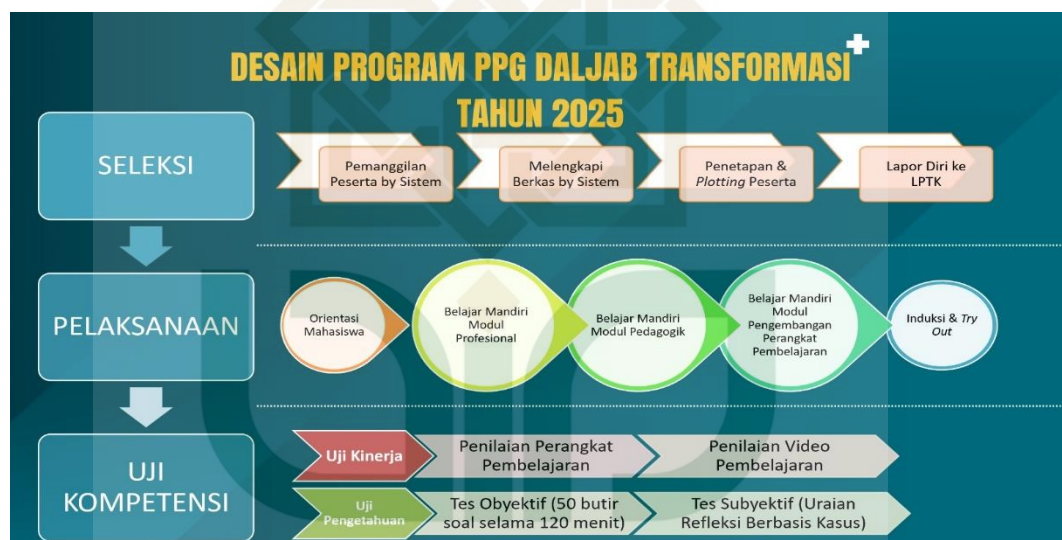 DESAIN PROGRAM PPG DALJAB TRANSFORMASI
TAHUN 2025
SELEKSI
Pemanggilan
Peserta by Sistem
Melengkapi
Berkas by Sistem
Penetapan &
Plotting Peserta
Lapor Diri ke
LPTK
PELAKSANAAN
Orientasi
Mahasiswa
Belajar Mandiri
Modul
Profesional
Belajar Mandiri
Modul Pedagogik
Belajar Mandiri
Modul
Pengembangan
Perangkat
Pembelajaran
Induksi & Try
Out
UJI
KOMPETENSI
Uji Kinerja
Penilaian Perangkat
Pembelajaran
Penilaian Video
Pembelajaran
Uji
Pengetahuan
Tes Obyektif (50 butir
soal selama 120 menit)
Tes Subyektif (Uraian
Refleksi Berbasis Kasus)